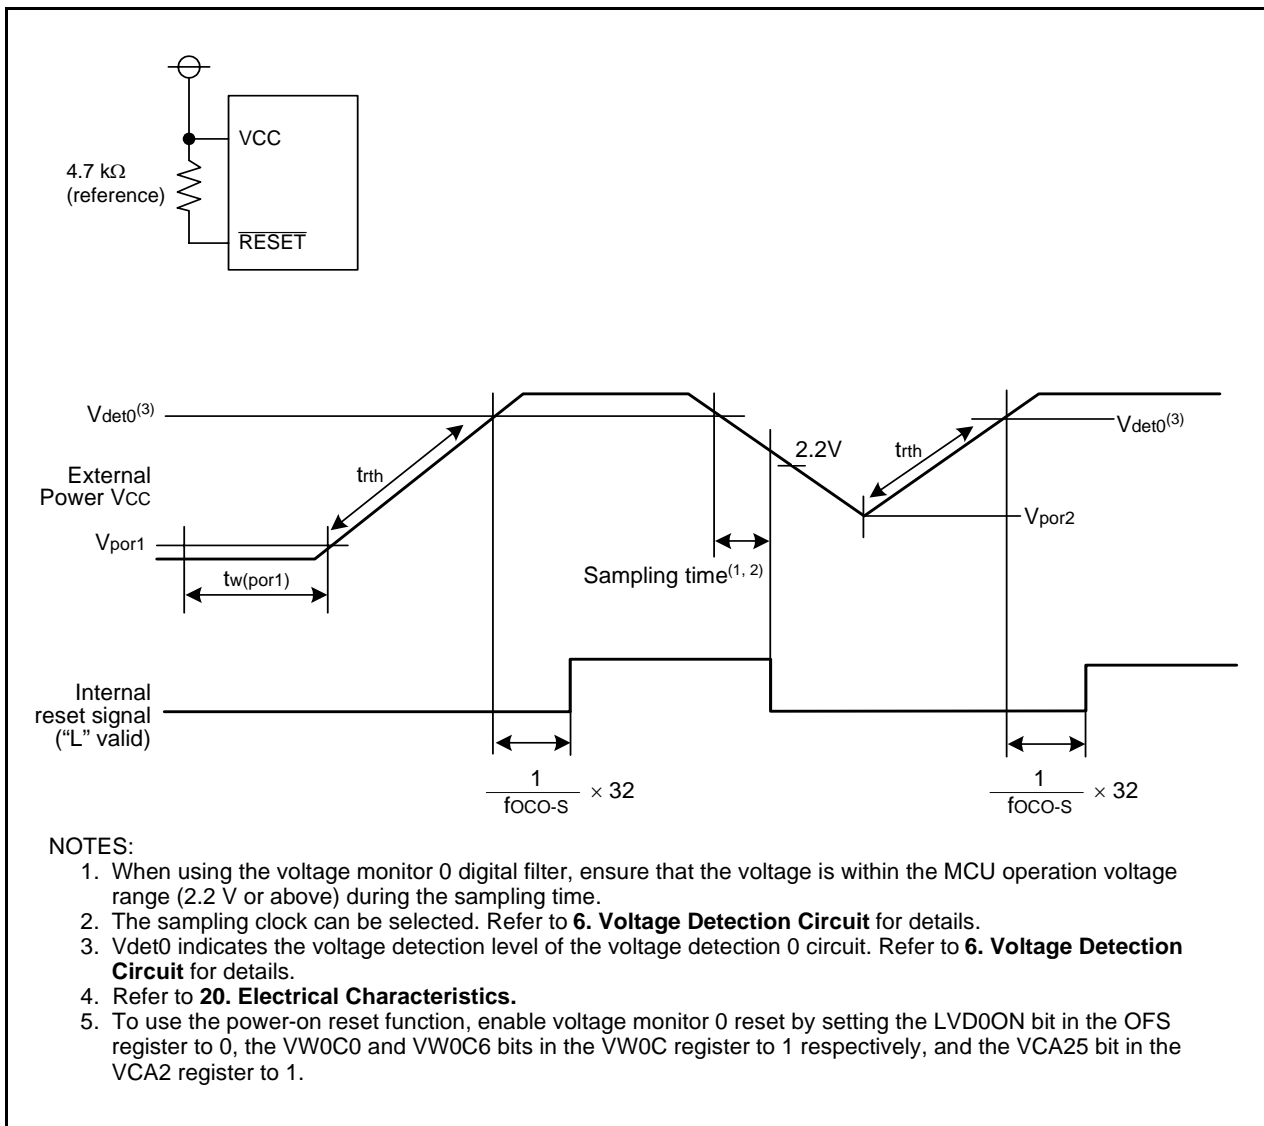 VCC
4.7 kΩ
(reference)
RESET
Vdet0(3)
2.2V
Vdet0(3)
trth
trth
External
Power VCC
Vpor2
Vpor1
Sampling time(1, 2)
tw(por1)
Internal
reset signal
(“L” valid)
1
fOCO-S
× 32
1
fOCO-S
× 32
NOTES:
1. When using the voltage monitor 0 digital filter, ensure that the voltage is within the MCU operation voltage
range (2.2 V or above) during the sampling time.
2. The sampling clock can be selected. Refer to 6. Voltage Detection Circuit for details.
3. Vdet0 indicates the voltage detection level of the voltage detection 0 circuit. Refer to 6. Voltage Detection
Circuit for details.
4. Refer to 20. Electrical Characteristics.
5. To use the power-on reset function, enable voltage monitor 0 reset by setting the LVD0ON bit in the OFS
register to 0, the VW0C0 and VW0C6 bits in the VW0C register to 1 respectively, and the VCA25 bit in the
VCA2 register to 1.